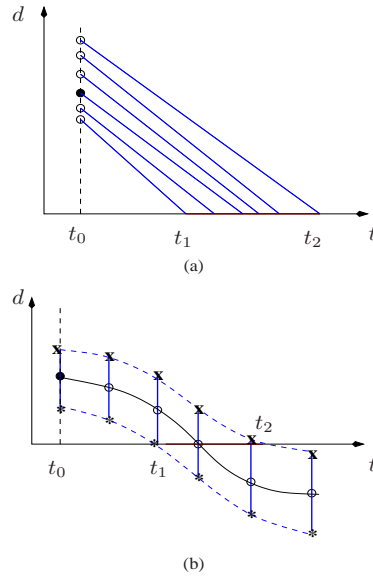 d
t₀ t₁ t₂ t
(a)
d
t₂
t₀ t₁ t
(b)